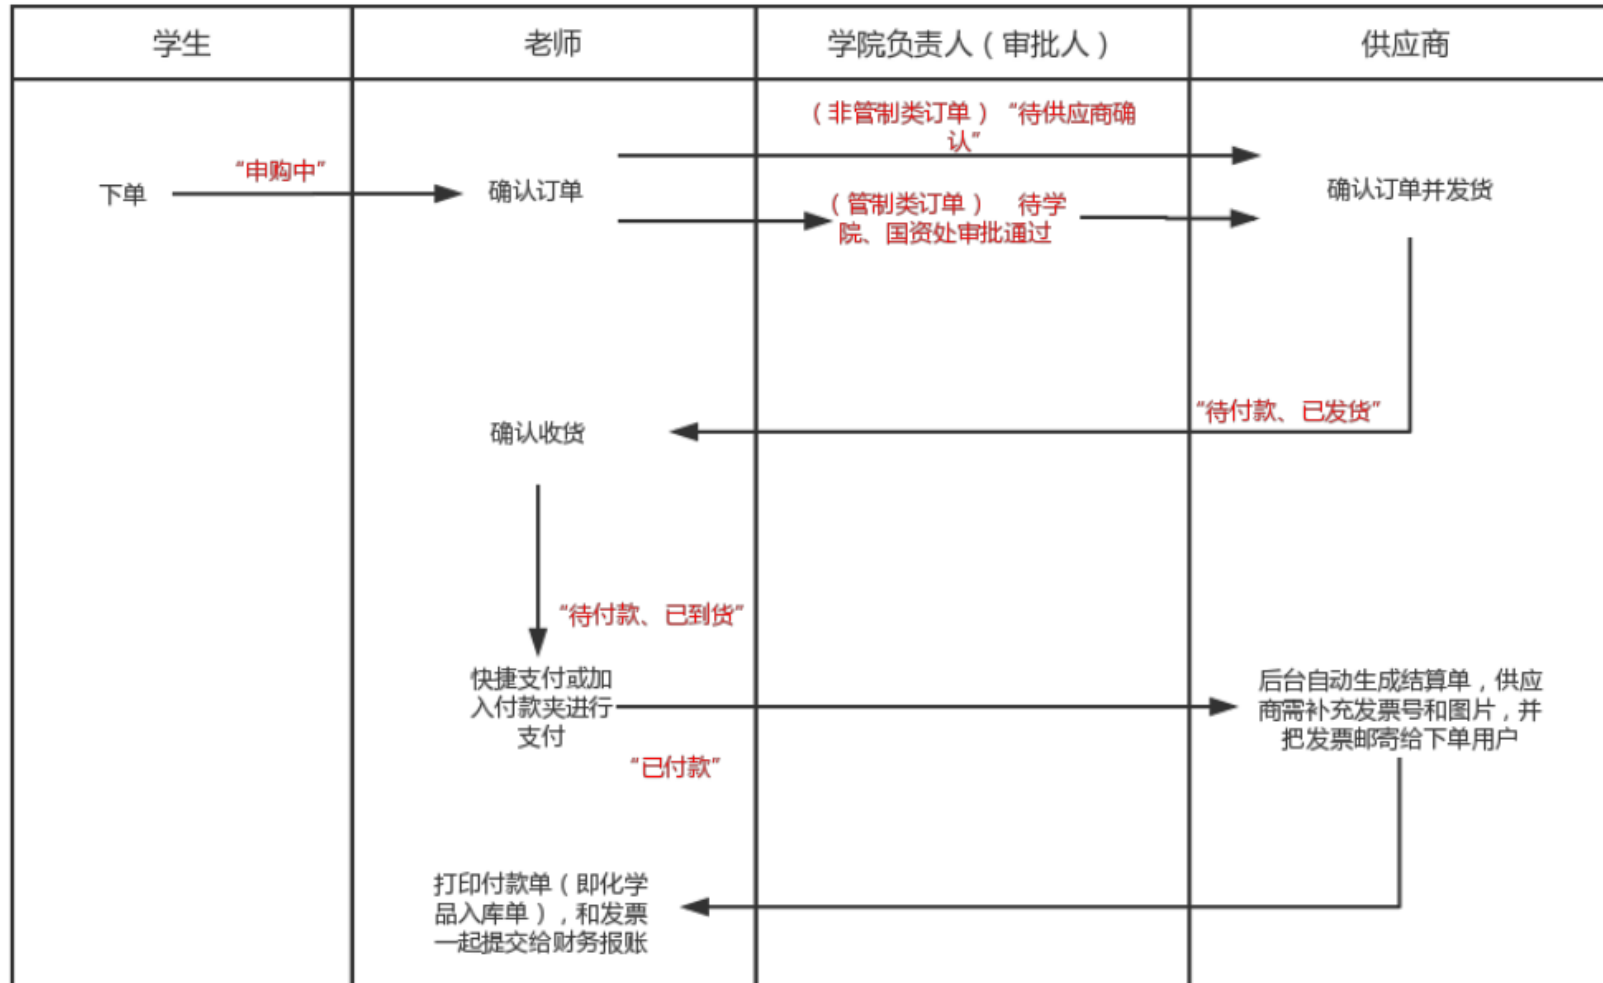 学生
老师
学院负责人（审批人）
供应商
（非管制类订单）“待供应商确
认”
“申购中”
下单
确认订单
确认订单并发货
（管制类订单） 待学
院、国资处审批通过
“待付款、已发货”
确认收货
“待付款、已到货”
快捷支付或加
入付款夹进行
支付
后台自动生成结算单，供应
商需补充发票号和图片，并
把发票邮寄给下单用户
“已付款”
打印付款单（即化学
品入库单），和发票
一起提交给财务报账